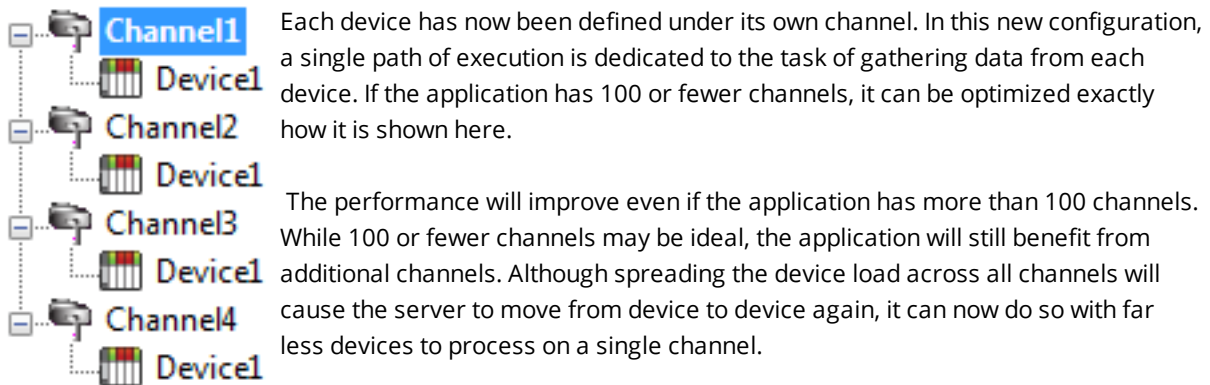 Channel1
Device1
Channel2
Device1
Channel3
Device1
Channel4
Device1
Each device has now been defined under its own channel. In this new configuration,
a single path of execution is dedicated to the task of gathering data from each
device. If the application has 100 or fewer channels, it can be optimized exactly
how it is shown here.
The performance will improve even if the application has more than 100 channels.
While 100 or fewer channels may be ideal, the application will still benefit from
additional channels. Although spreading the device load across all channels will
cause the server to move from device to device again, it can now do so with far
less devices to process on a single channel.